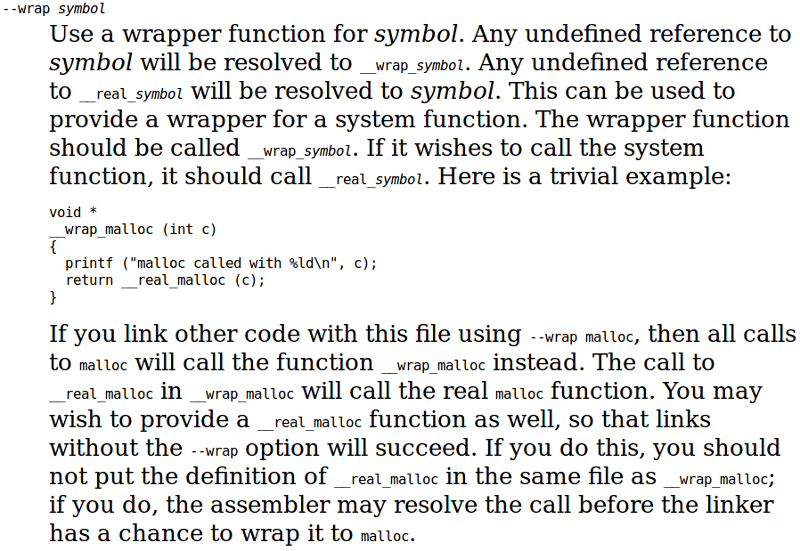 --wrap symbol
Use a wrapper function for symbol. Any undefined reference to
symbol will be resolved to __wrap_symbol. Any undefined reference
to __real_symbol will be resolved to symbol. This can be used to
provide a wrapper for a system function. The wrapper function
should be called __wrap_symbol. If it wishes to call the system
function, it should call __real_symbol. Here is a trivial example:
void *
__wrap_malloc (int c)
{
  printf ("malloc called with %ld\n", c);
  return __real_malloc (c);
}
If you link other code with this file using --wrap malloc, then all calls
to malloc will call the function __wrap_malloc instead. The call to
__real_malloc in __wrap_malloc will call the real malloc function. You may
wish to provide a __real_malloc function as well, so that links
without the --wrap option will succeed. If you do this, you should
not put the definition of __real_malloc in the same file as __wrap_malloc;
if you do, the assembler may resolve the call before the linker
has a chance to wrap it to malloc.